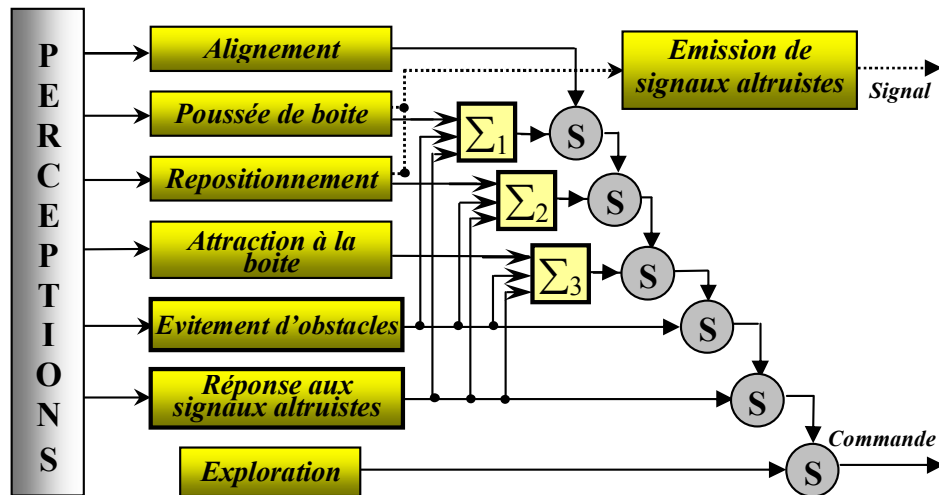 PERCEPTIONS
Alignement
Emission de
signaux altruistes
Signal
Poussée de boite
∑1
S
Repositionnement
∑2
S
Attraction à la
boite
∑3
S
Evitement d'obstacles
S
Réponse aux
signaux altruistes
S
Commande
Exploration
S